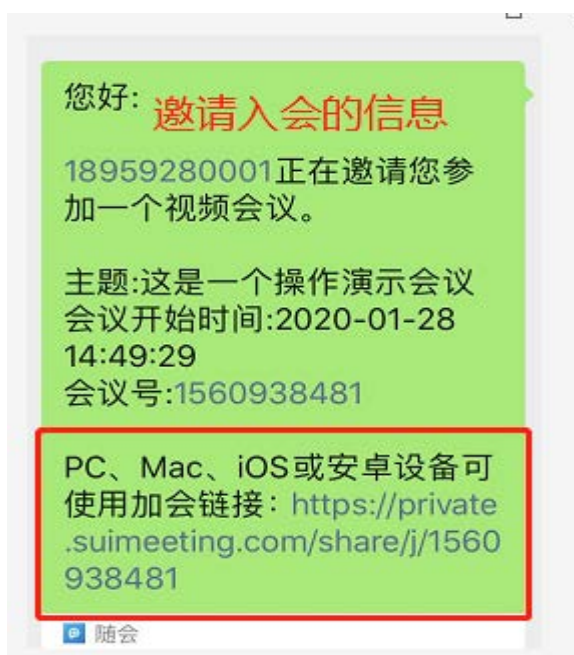 您好:
邀请入会的信息
18959280001正在邀请您参
加一个视频会议。
主题:这是一个操作演示会议
会议开始时间:2020-01-28
14:49:29
会议号:1560938481
PC、Mac、iOS或安卓设备可
使用加会链接：https://private
.suimeeting.com/share/j/1560
938481
随会